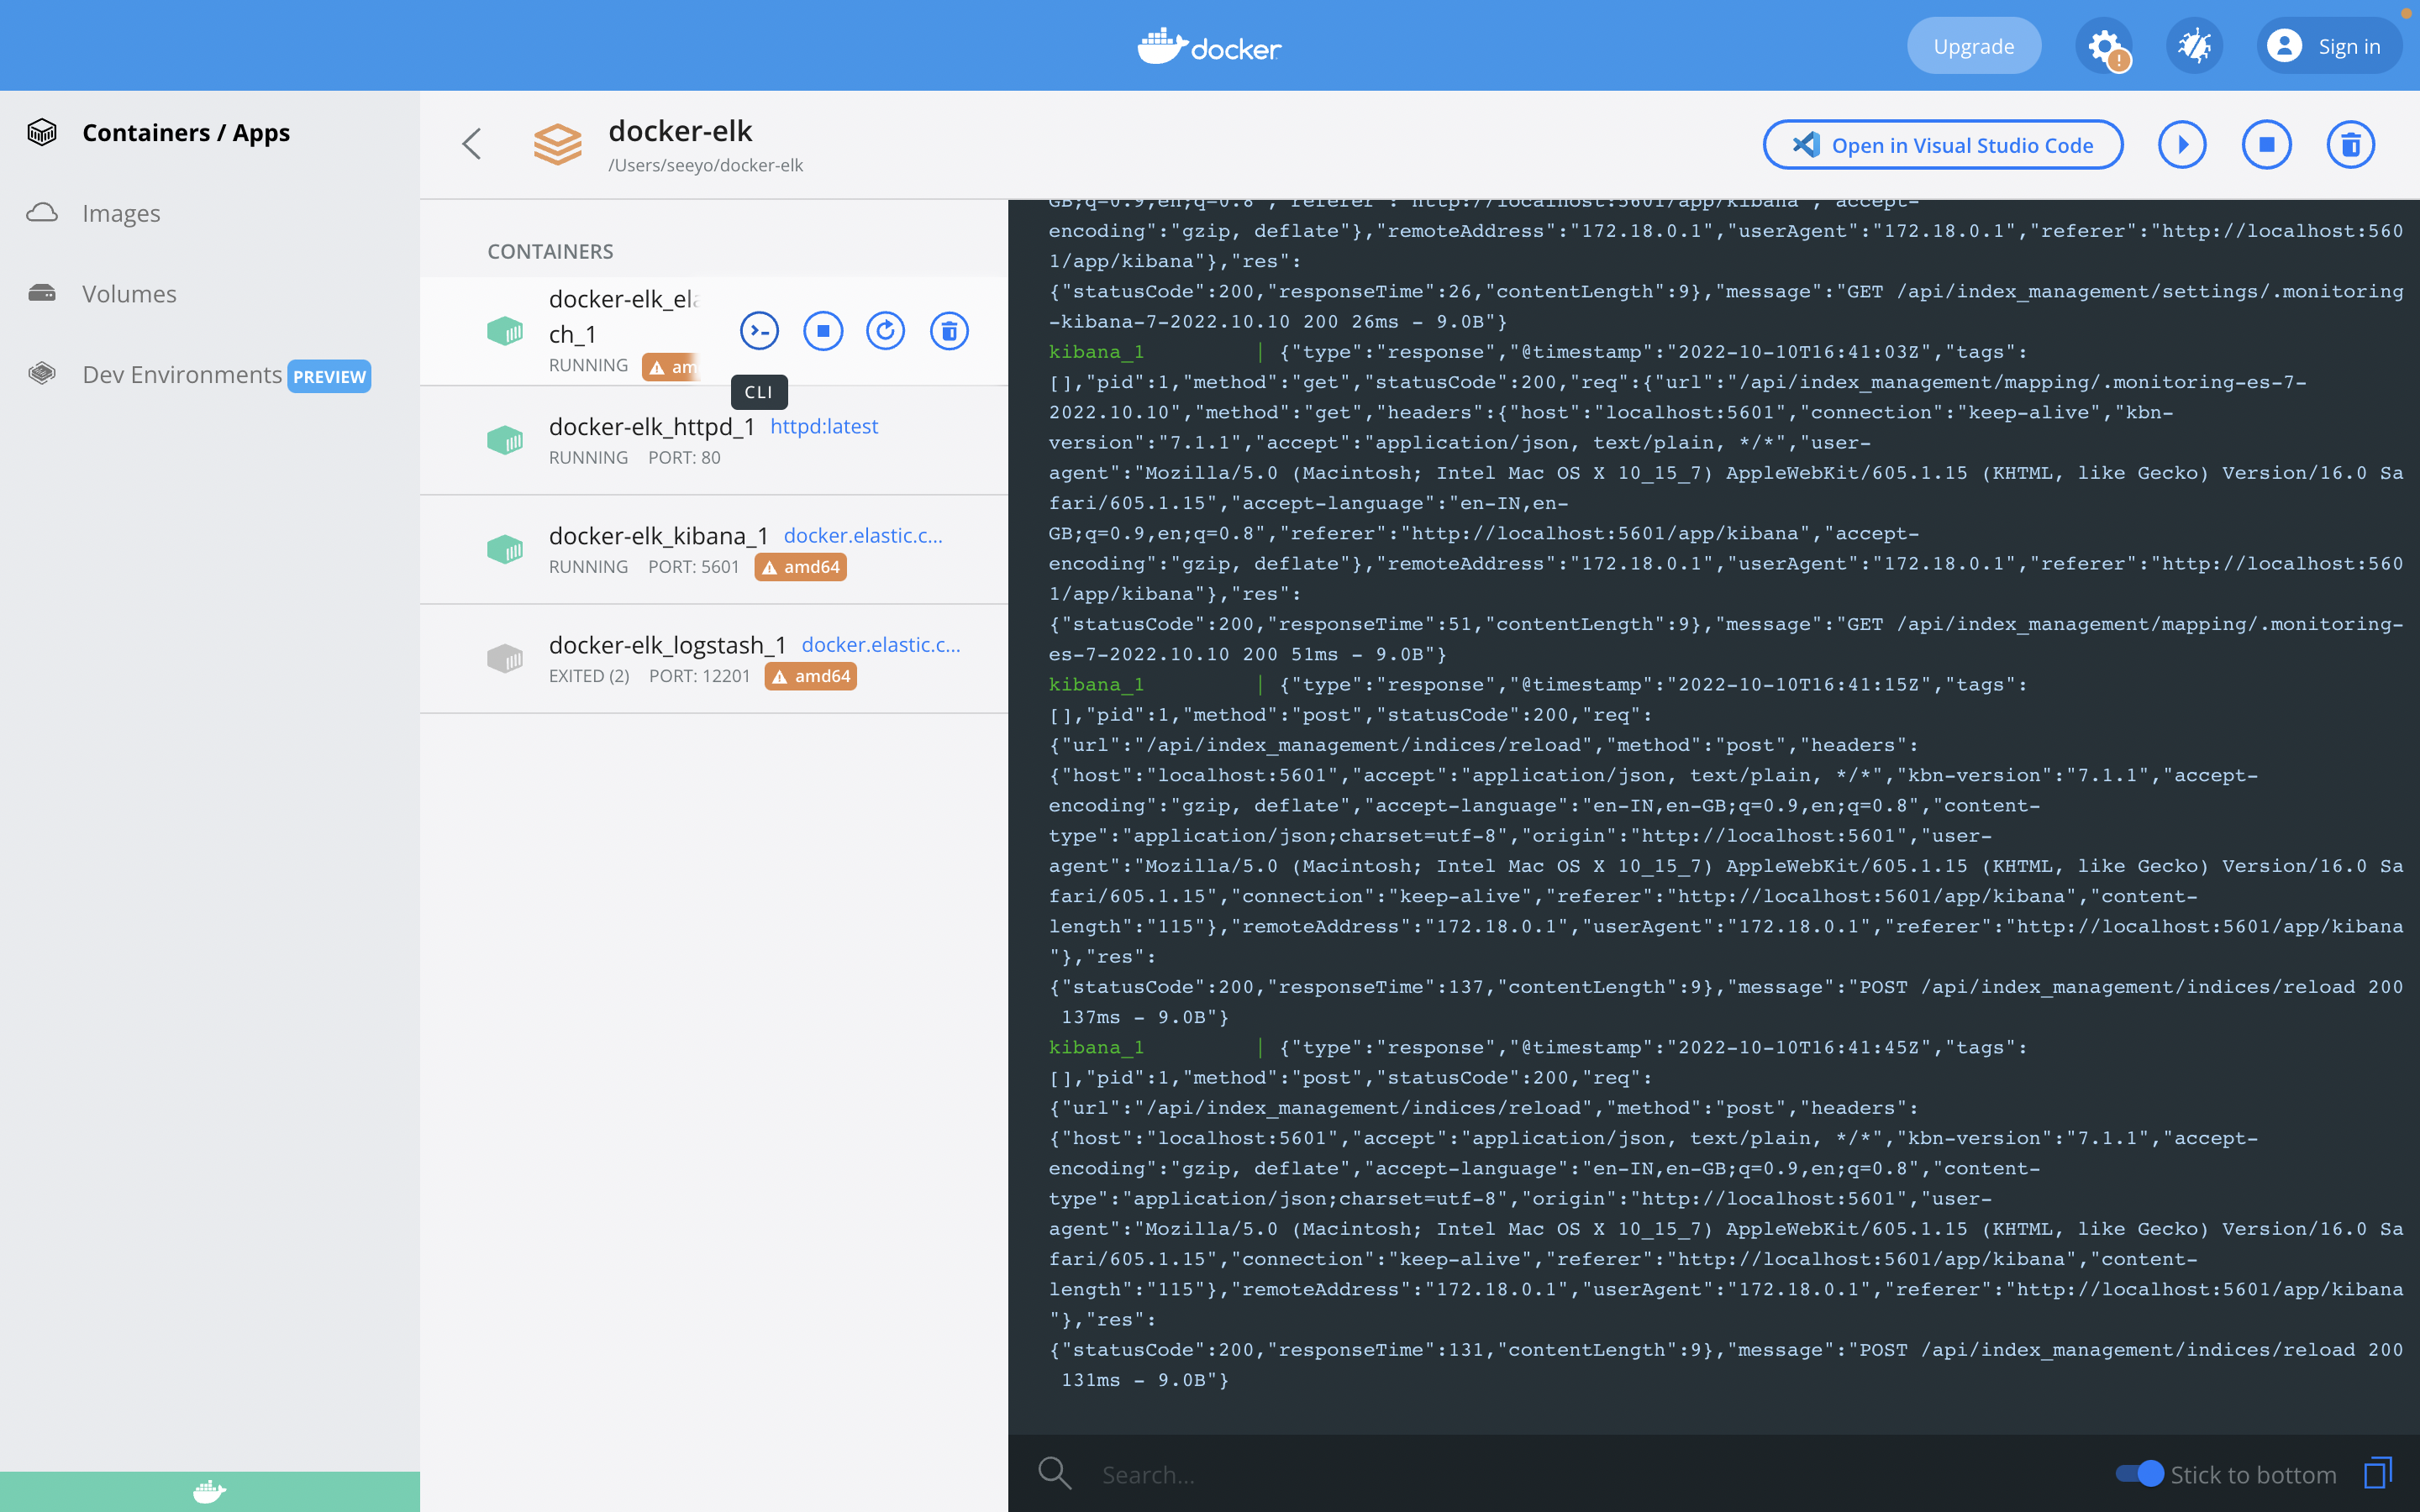 docker
Upgrade
Sign in
Containers / Apps
Images
Volumes
Dev Environments PREVIEW
docker-elk
/Users/seeyo/docker-elk
Open in Visual Studio Code
CONTAINERS
docker-elk_ela
ch_1
RUNNING am
CLI
docker-elk_httpd_1 httpd:latest
RUNNING PORT: 80
docker-elk_kibana_1 docker.elastic.c...
RUNNING PORT: 5601 amd64
docker-elk_logstash_1 docker.elastic.c...
EXITED (2) PORT: 12201 amd64
GB;q=0.9,en;q=0.8","referer":"http://localhost:5601/app/kibana","accept-
encoding":"gzip, deflate"},"remoteAddress":"172.18.0.1","userAgent":"172.18.0.1","referer":"http://localhost:560
1/app/kibana"},"res":
{"statusCode":200,"responseTime":26,"contentLength":9},"message":"GET /api/index_management/settings/.monitoring
-kibana-7-2022.10.10 200 26ms - 9.0B"}
kibana_1 | {"type":"response","@timestamp":"2022-10-10T16:41:03Z","tags":
[],"pid":1,"method":"get","statusCode":200,"req":{"url":"/api/index_management/mapping/.monitoring-es-7-
2022.10.10","method":"get","headers":{"host":"localhost:5601","connection":"keep-alive","kbn-
version":"7.1.1","accept":"application/json, text/plain, */*","user-
agent":"Mozilla/5.0 (Macintosh; Intel Mac OS X 10_15_7) AppleWebKit/605.1.15 (KHTML, like Gecko) Version/16.0 Sa
fari/605.1.15","accept-language":"en-IN,en-
GB;q=0.9,en;q=0.8","referer":"http://localhost:5601/app/kibana","accept-
encoding":"gzip, deflate"},"remoteAddress":"172.18.0.1","userAgent":"172.18.0.1","referer":"http://localhost:560
1/app/kibana"},"res":
{"statusCode":200,"responseTime":51,"contentLength":9},"message":"GET /api/index_management/mapping/.monitoring-
es-7-2022.10.10 200 51ms - 9.0B"}
kibana_1 | {"type":"response","@timestamp":"2022-10-10T16:41:15Z","tags":
[],"pid":1,"method":"post","statusCode":200,"req":
{"url":"/api/index_management/indices/reload","method":"post","headers":
{"host":"localhost:5601","accept":"application/json, text/plain, */*","kbn-version":"7.1.1","accept-
encoding":"gzip, deflate","accept-language":"en-IN,en-GB;q=0.9,en;q=0.8","content-
type":"application/json;charset=utf-8","origin":"http://localhost:5601","user-
agent":"Mozilla/5.0 (Macintosh; Intel Mac OS X 10_15_7) AppleWebKit/605.1.15 (KHTML, like Gecko) Version/16.0 Sa
fari/605.1.15","connection":"keep-alive","referer":"http://localhost:5601/app/kibana","content-
length":"115"},"remoteAddress":"172.18.0.1","userAgent":"172.18.0.1","referer":"http://localhost:5601/app/kibana
"},"res":
{"statusCode":200,"responseTime":137,"contentLength":9},"message":"POST /api/index_management/indices/reload 200
137ms - 9.0B"}
kibana_1 | {"type":"response","@timestamp":"2022-10-10T16:41:45Z","tags":
[],"pid":1,"method":"post","statusCode":200,"req":
{"url":"/api/index_management/indices/reload","method":"post","headers":
{"host":"localhost:5601","accept":"application/json, text/plain, */*","kbn-version":"7.1.1","accept-
encoding":"gzip, deflate","accept-language":"en-IN,en-GB;q=0.9,en;q=0.8","content-
type":"application/json;charset=utf-8","origin":"http://localhost:5601","user-
agent":"Mozilla/5.0 (Macintosh; Intel Mac OS X 10_15_7) AppleWebKit/605.1.15 (KHTML, like Gecko) Version/16.0 Sa
fari/605.1.15","connection":"keep-alive","referer":"http://localhost:5601/app/kibana","content-
length":"115"},"remoteAddress":"172.18.0.1","userAgent":"172.18.0.1","referer":"http://localhost:5601/app/kibana
"},"res":
{"statusCode":200,"responseTime":131,"contentLength":9},"message":"POST /api/index_management/indices/reload 200
131ms - 9.0B"}
Search...
Stick to bottom